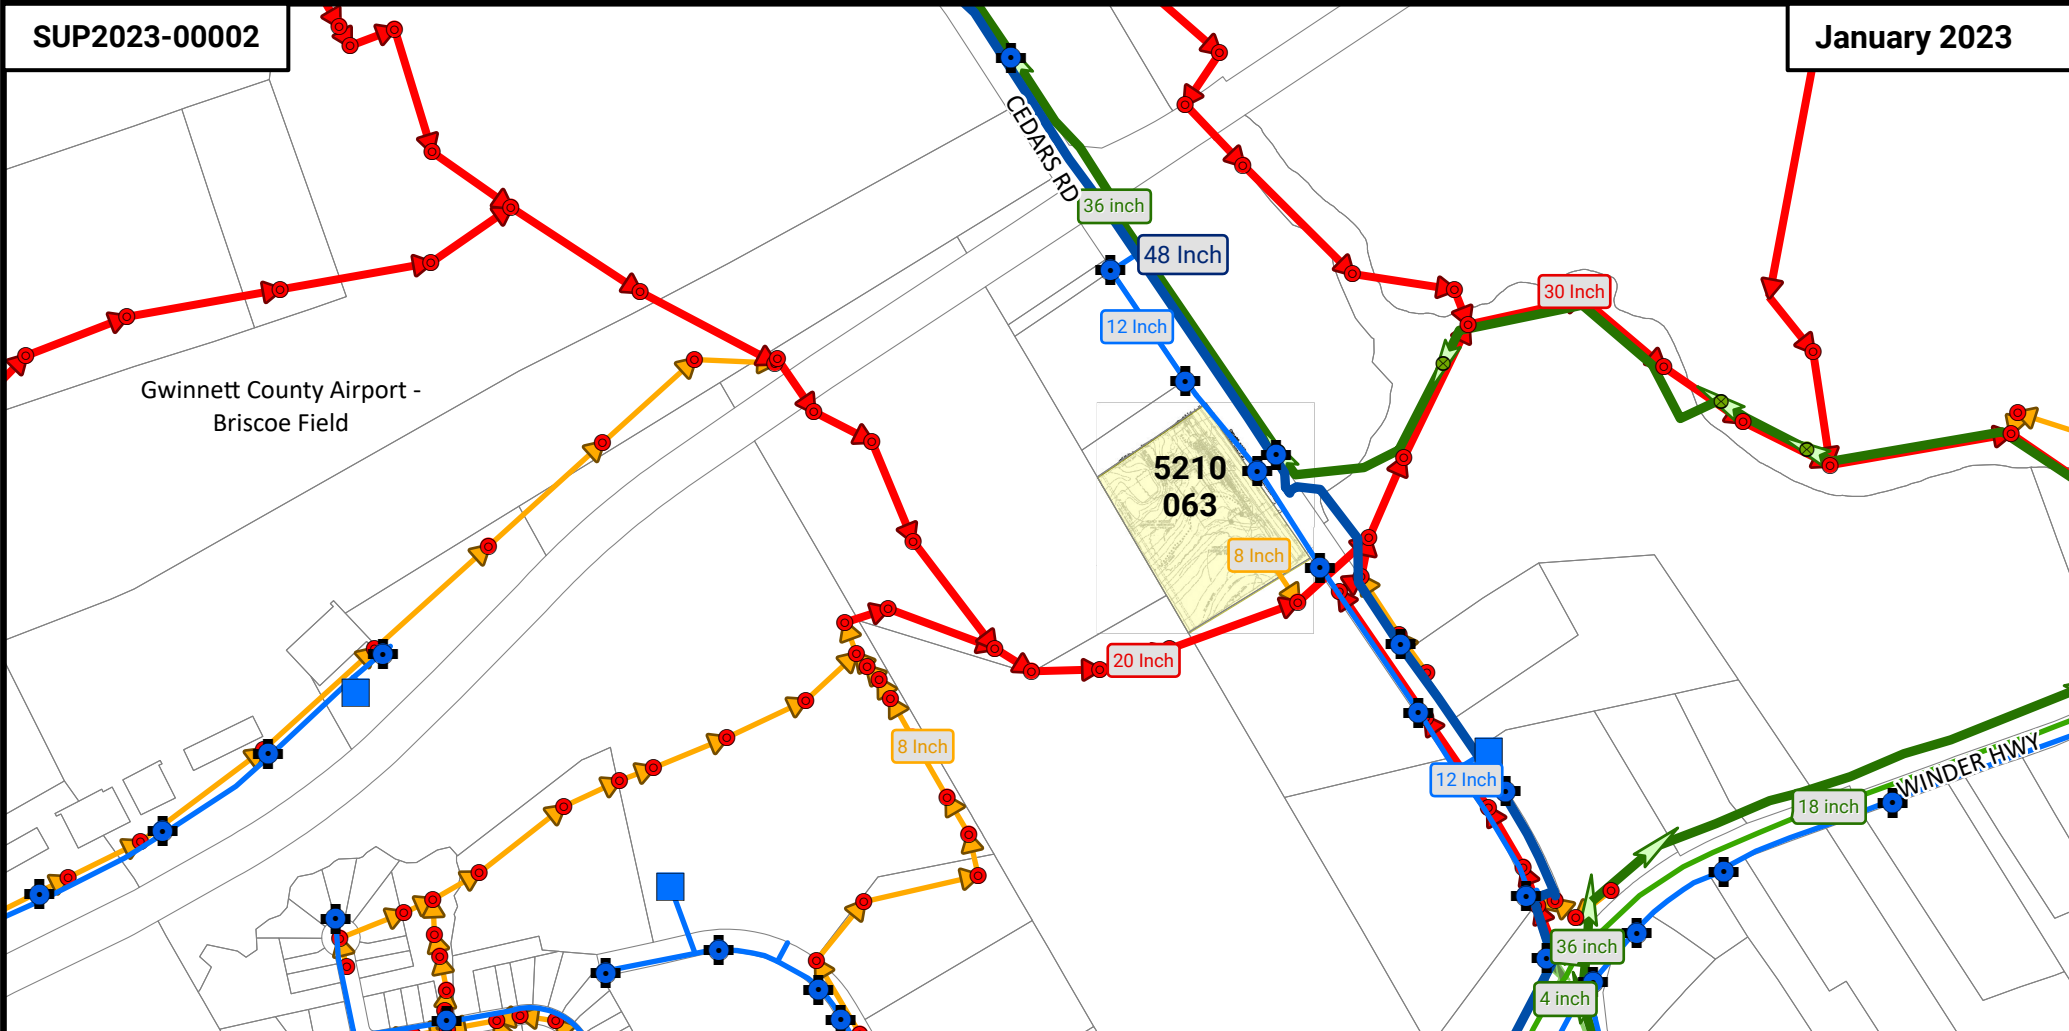 SUP2023-00002
January 2023
CEDARS RD
36 inch
48 Inch
30 Inch
12 Inch
Gwinnett County Airport -
Briscoe Field
5210
063
8 Inch
20 Inch
8 Inch
12 Inch
WINDER HWY
18 inch
36 inch
4 inch